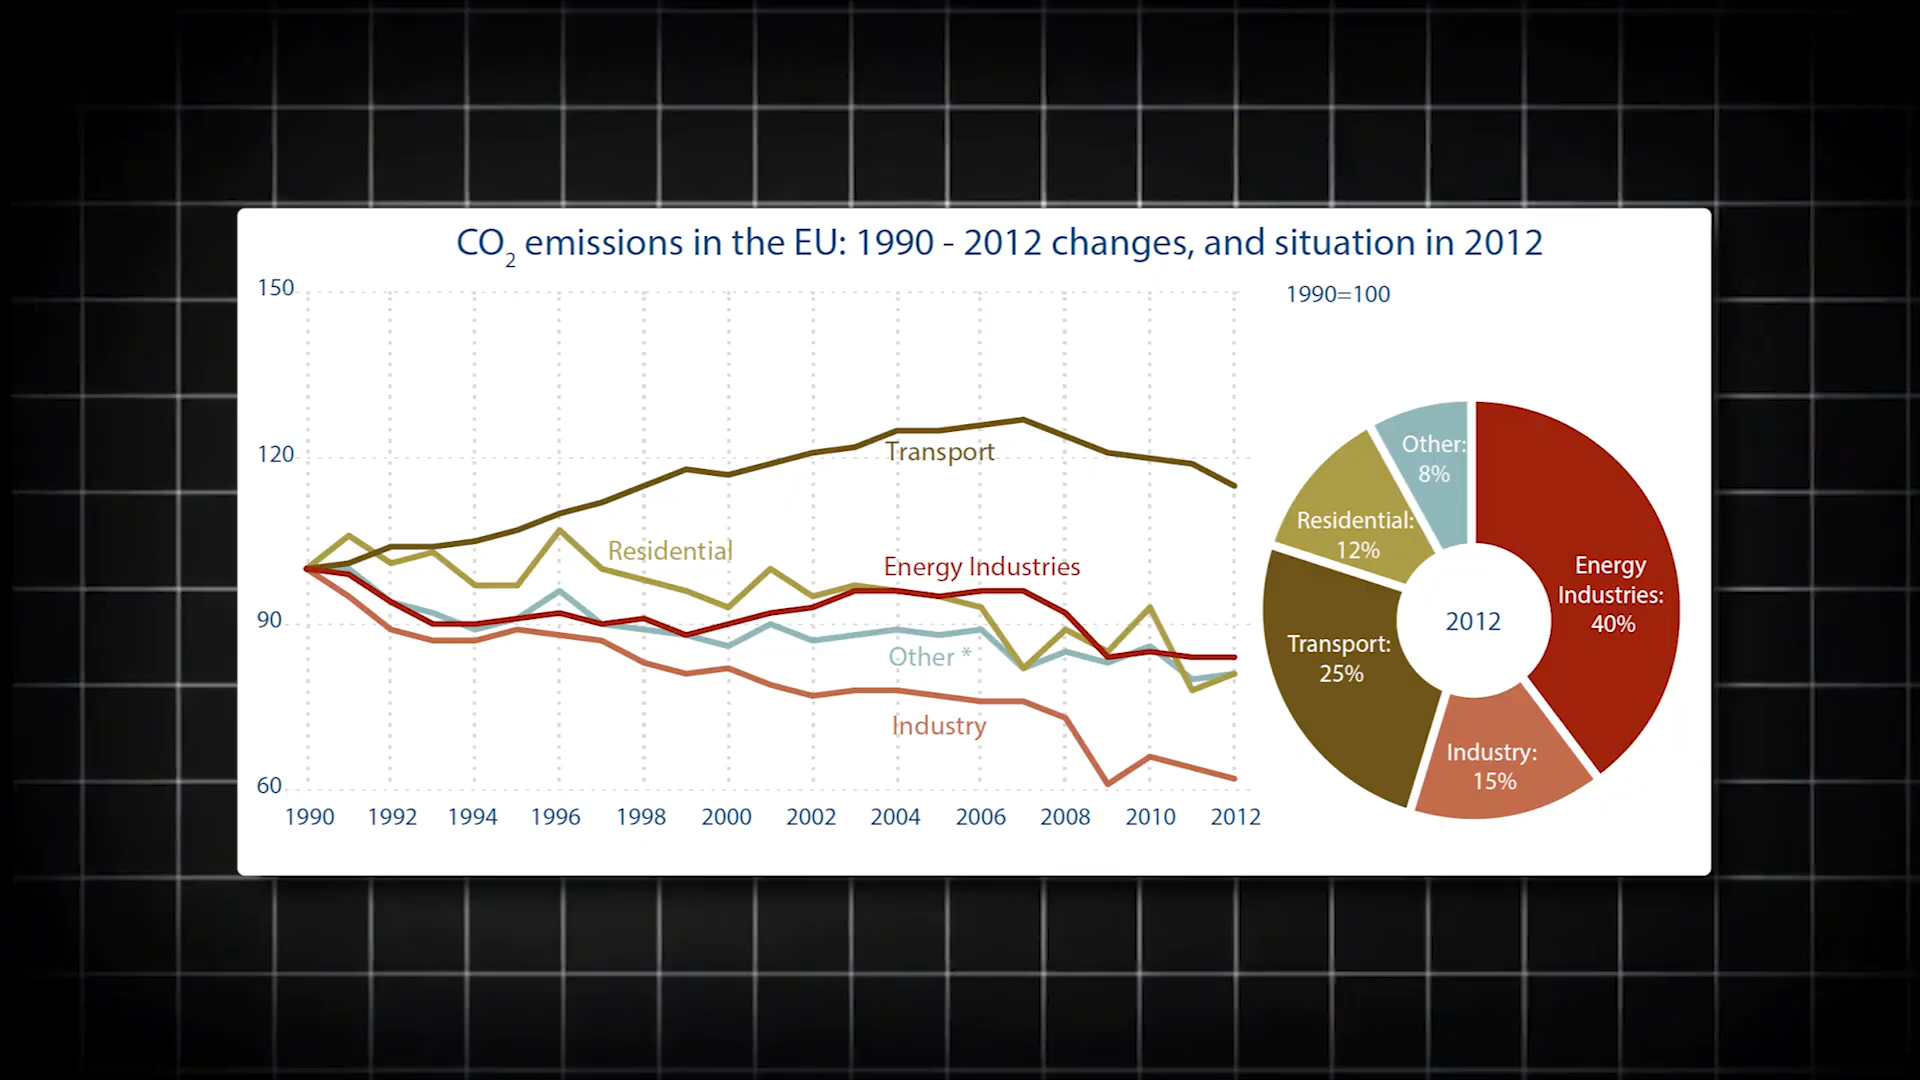 CO2 emissions in the EU: 1990 - 2012 changes, and situation in 2012
1990=100
150
120
90
60
Transport
Residential
Energy Industries
Other *
Industry
1990 1992 1994 1996 1998 2000 2002 2004 2006 2008 2010 2012
Other:
8%
Residential:
12%
Energy
Industries:
40%
2012
Transport:
25%
Industry:
15%